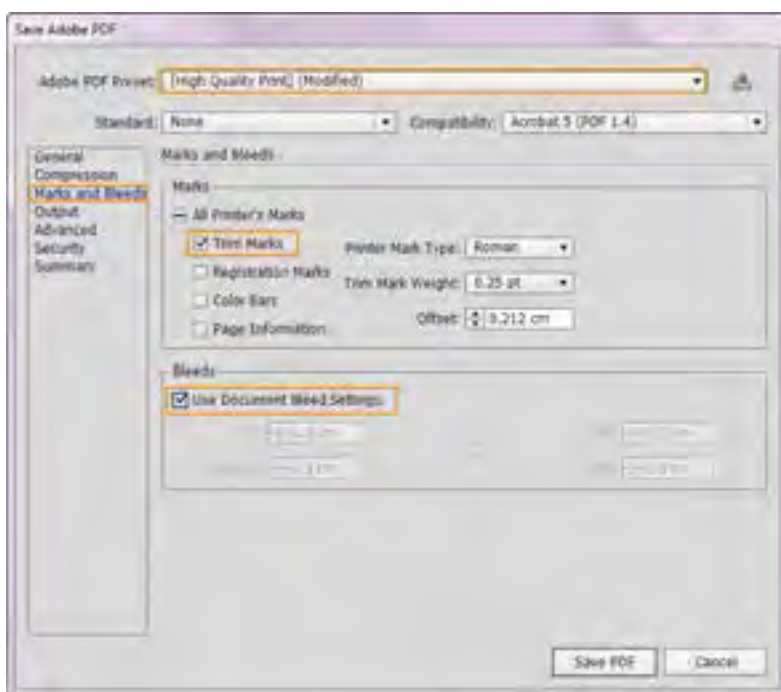 Save Adobe PDF
Adobe PDF Preset: [High Quality Print] (Modified)
Standard: None Compatibility: Acrobat 5 (PDF 1.4)
General
Compression
Marks and Bleeds
Output
Advanced
Security
Summary
Marks and Bleeds
Marks
All Printer's Marks
Trim Marks
Registration Marks
Color Bars
Page Information
Printer Mark Type: Roman
Trim Mark Weight: 0.25 pt
Offset: 0.212 cm
Bleeds
Use Document Bleed Settings
Save PDF Cancel